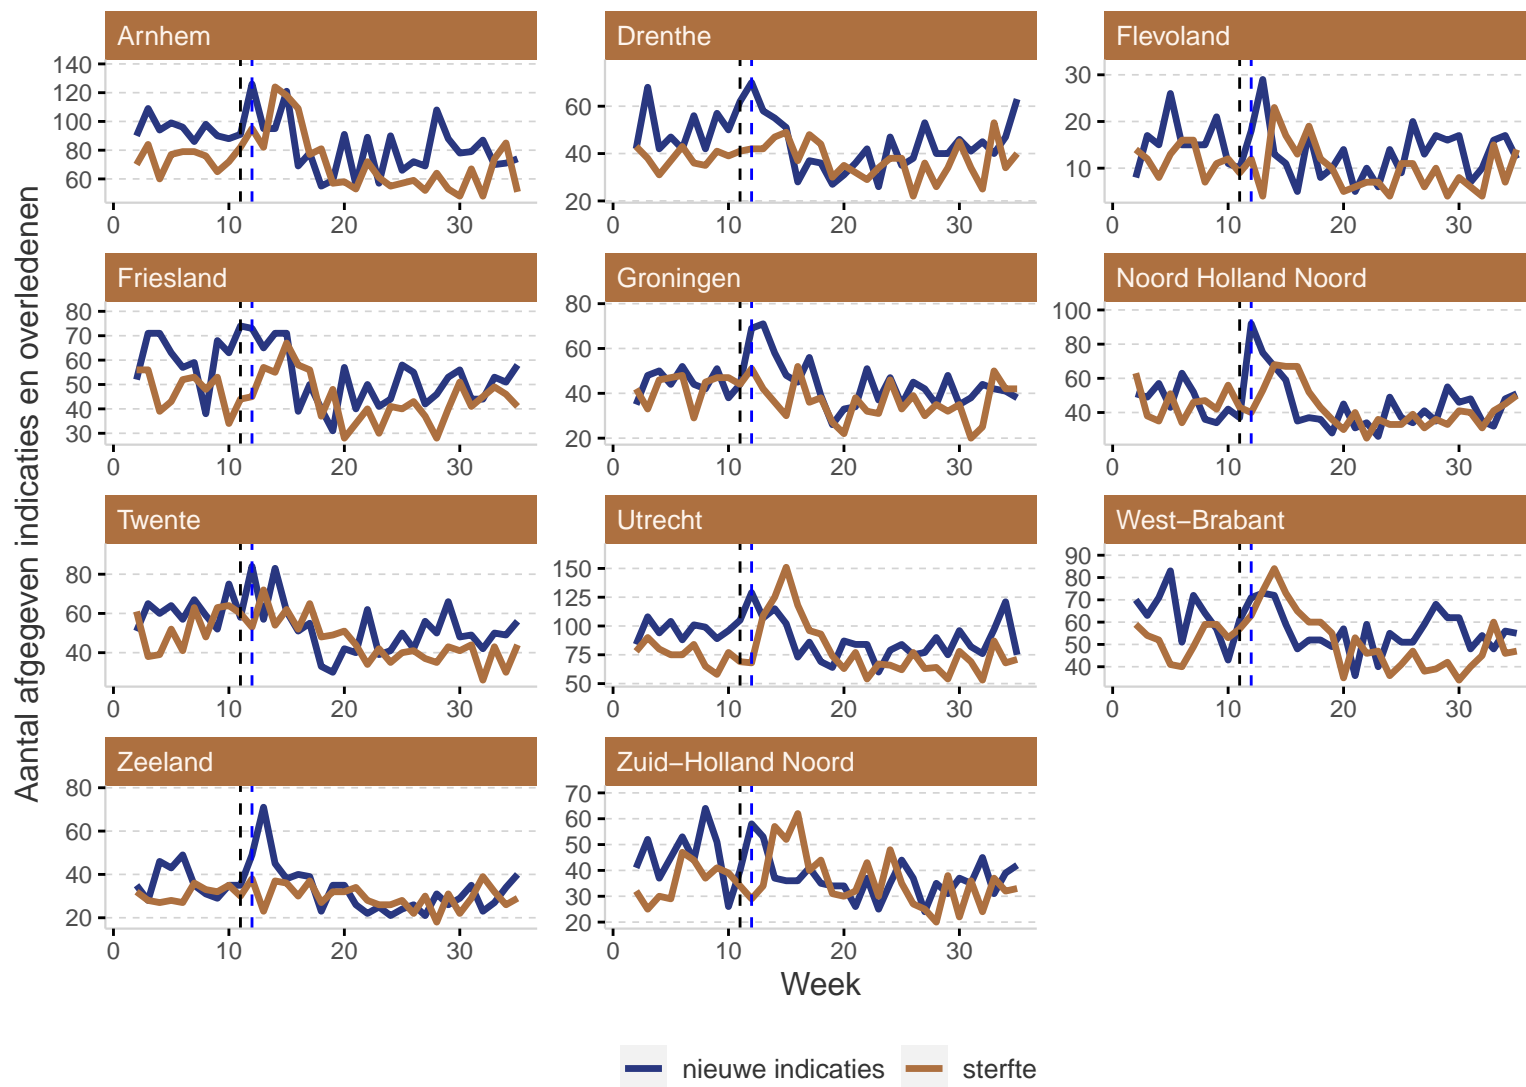 Aantal afgegeven indicaties en overledenen
Arnhem
140
120
100
80
60
0 10 20 30
Drenthe
60
40
20
0 10 20 30
Flevoland
30
20
10
0 10 20 30
Friesland
80
70
60
50
40
30
0 10 20 30
Groningen
80
60
40
20
0 10 20 30
Noord Holland Noord
100
80
60
40
0 10 20 30
Twente
80
60
40
0 10 20 30
Utrecht
150
125
100
75
50
0 10 20 30
West−Brabant
90
80
70
60
50
40
0 10 20 30
Zeeland
80
60
40
20
0 10 20 30
Zuid−Holland Noord
70
60
50
40
30
20
0 10 20 30
Week
nieuwe indicaties sterfte